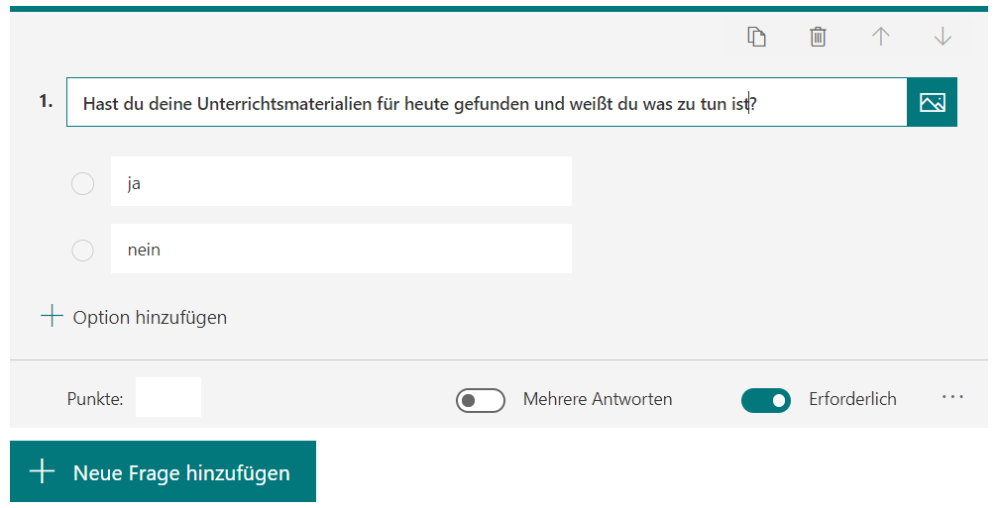 1. Hast du deine Unterrichtsmaterialien für heute gefunden und weißt du was zu tun ist?
ja
nein
Option hinzufügen
Punkte: Mehrere Antworten Erforderlich
Neue Frage hinzufügen